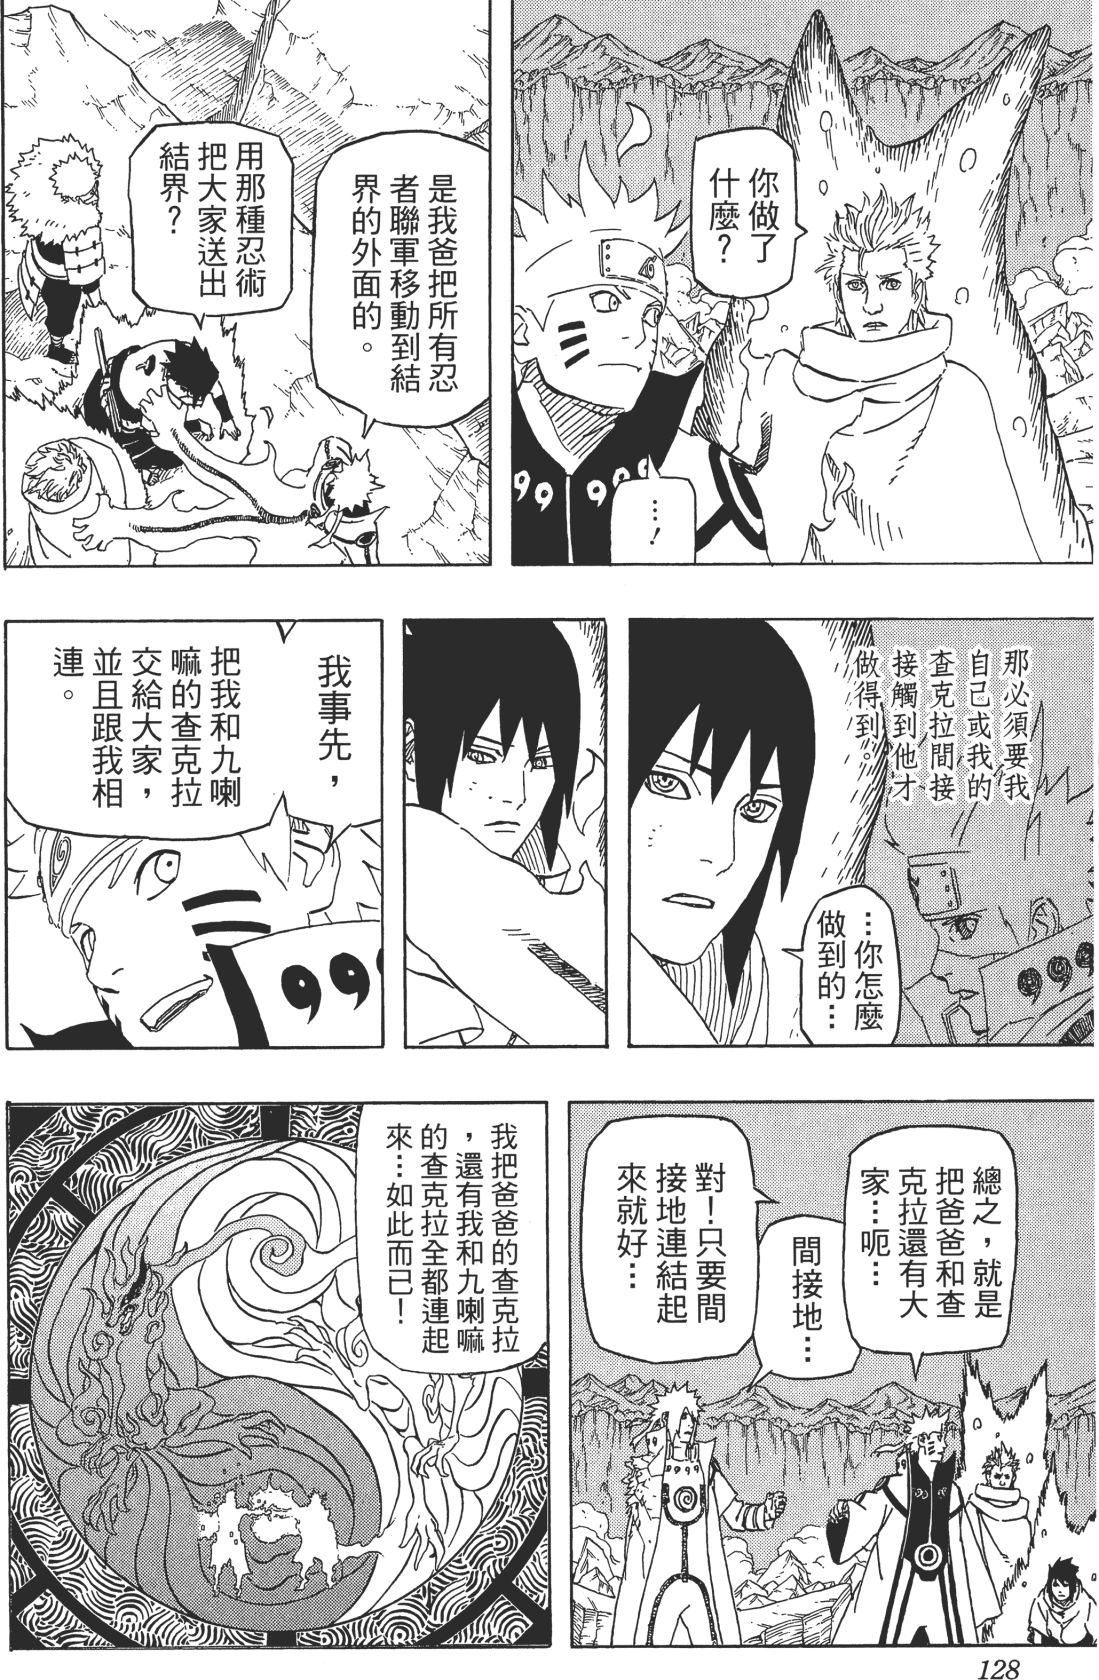 你做了
什麼？
…！
是我爸把所有忍
者聯軍移動到結
界的外面的。
用那種忍術
把大家送出
結界？
那必須要我
自己或我的
查克拉間接
接觸到他才
做得到。
…你怎麼
做到的…
我事先，
把我和九喇
嘛的查克拉
交給大家，
並且跟我相
連。
總之，就是
把爸爸和查
克拉還有大
家…呃…
間接地…
對！只要間
接地連結起
來就好…
我把爸爸的查克拉
，還有我和九喇嘛
的查克拉全都連起
來…如此而已！
128